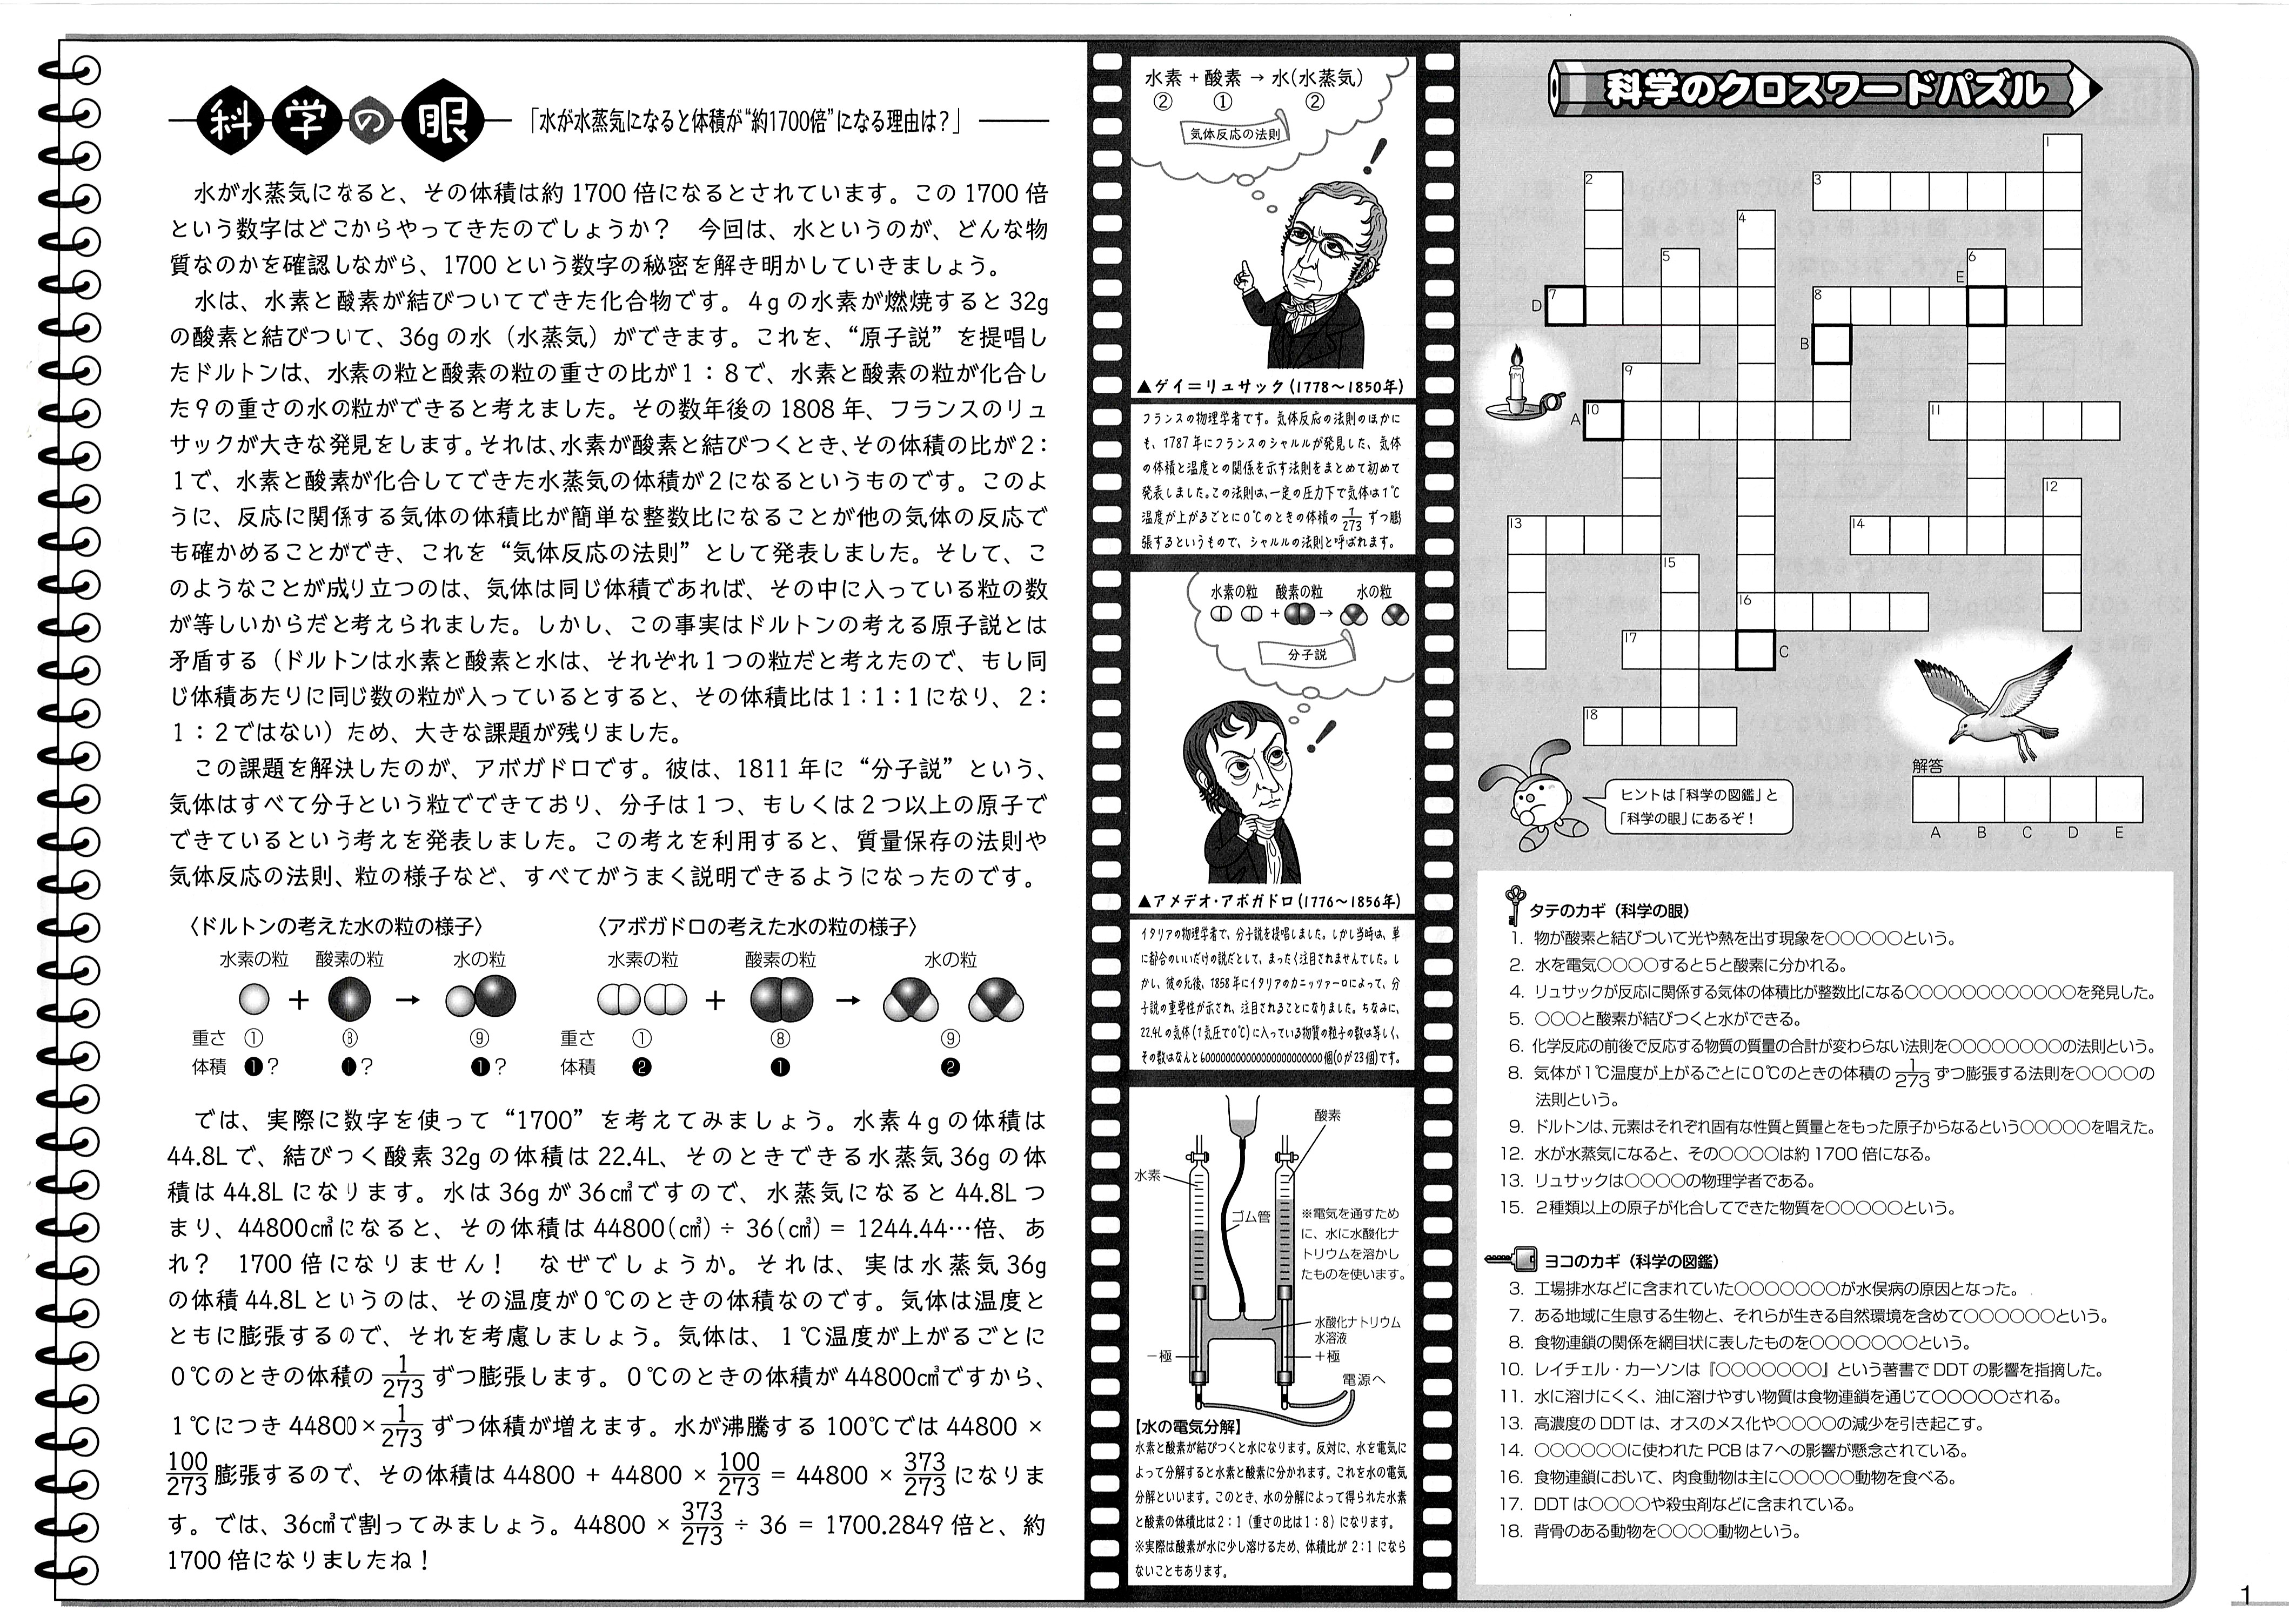 科学の眼 「水が水蒸気になると体積が“約1700倍”になる理由は？」
水が水蒸気になると、その体積は約1700倍になるとされています。この1700倍
という数字はどこからやってきたのでしょうか？　今回は、水というのが、どんな物
質なのかを確認しながら、1700という数字の秘密を解き明かしていきましょう。
水は、水素と酸素が結びついてできた化合物です。4gの水素が燃焼すると32g
の酸素と結びついて、36gの水（水蒸気）ができます。これを、“原子説”を提唱し
たドルトンは、水素の粒と酸素の粒の重さの比が1：8で、水素と酸素の粒が化合し
た9の重さの水の粒ができると考えました。その数年後の1808年、フランスのリュ
サックが大きな発見をします。それは、水素が酸素と結びつくとき、その体積の比が2：
1で、水素と酸素が化合してできた水蒸気の体積が2になるというものです。このよ
うに、反応に関係する気体の体積比が簡単な整数比になることが他の気体の反応で
も確かめることができ、これを“気体反応の法則”として発表しました。そして、こ
のようなことが成り立つのは、気体は同じ体積であれば、その中に入っている粒の数
が等しいからだと考えられました。しかし、この事実はドルトンの考える原子説とは
矛盾する（ドルトンは水素と酸素と水は、それぞれ1つの粒だと考えたので、もし同
じ体積あたりに同じ数の粒が入っているとすると、その体積比は1：1：1になり、2：
1：2ではない）ため、大きな課題が残りました。
この課題を解決したのが、アボガドロです。彼は、1811年に“分子説”という、
気体はすべて分子という粒でできており、分子は1つ、もしくは2つ以上の原子で
できているという考えを発表しました。この考えを利用すると、質量保存の法則や
気体反応の法則、粒の様子など、すべてがうまく説明できるようになったのです。
〈ドルトンの考えた水の粒の様子〉
水素の粒 酸素の粒 水の粒
+ →
重さ ① ⑧ ⑨
体積 ❶? ❶? ❶?
〈アボガドロの考えた水の粒の様子〉
水素の粒 酸素の粒 水の粒
+ →
重さ ① ⑧ ⑨
体積 ❷ ❶ ❷
では、実際に数字を使って“1700”を考えてみましょう。水素4gの体積は
44.8Lで、結びつく酸素32gの体積は22.4L、そのときできる水蒸気36gの体
積は44.8Lになります。水は36gが36㎤ですので、水蒸気になると44.8Lつ
まり、44800㎤になると、その体積は44800(㎤)÷36(㎤)＝1244.44…倍、あ
れ？　1700倍になりません！　なぜでしょうか。それは、実は水蒸気36g
の体積44.8Lというのは、その温度が0℃のときの体積なのです。気体は温度と
ともに膨張するので、それを考慮しましょう。気体は、1℃温度が上がるごとに
0℃のときの体積の1/273ずつ膨張します。0℃のときの体積が44800㎤ですから、
1℃につき44800×1/273ずつ体積が増えます。水が沸騰する100℃では44800×
100/273膨張するので、その体積は44800＋44800×100/273＝44800×373/273になりま
す。では、36㎤で割ってみましょう。44800×373/273÷36＝1700.2849倍と、約
1700倍になりましたね！
水素 + 酸素 → 水(水蒸気)
② ① ②
気体反応の法則
▲ゲイ＝リュサック（1778～1850年）
フランスの物理学者です。気体反応の法則のほかに
も、1787年にフランスのシャルルが発見した、気体
の体積と温度との関係を示す法則をまとめて初めて
発表しました。この法則は、一定の圧力下で気体は1℃
温度が上がるごとに0℃のときの体積の1/273ずつ膨
張するというもので、シャルルの法則と呼ばれます。
水素の粒 酸素の粒 水の粒
+ →
分子説
▲アメデオ・アボガドロ（1776～1856年）
イタリアの物理学者で、分子説を提唱しました。しかし当時は、単
に都合のいいだけの説だとして、まったく注目されませんでした。し
かし、彼の死後、1858年にイタリアのカニッツァーロによって、分
子説の重要性が示され、注目されることになりました。ちなみに、
22.4Lの気体(1気圧で0℃)に入っている物質の粒子の数は等しく、
その数はなんと600000000000000000000000個(0が23個)です。
酸素
水素
ゴム管
※電気を通すため
に、水に水酸化ナ
トリウムを溶かし
たものを使います。
水酸化ナトリウム
水溶液
－極
＋極
電源へ
【水の電気分解】
水素と酸素が結びつくと水になります。反対に、水を電気に
よって分解すると水素と酸素に分かれます。これを水の電気
分解といいます。このとき、水の分解によって得られた水素
と酸素の体積比は2：1（重さの比は1：8）になります。
※実際は酸素が水に少し溶けるため、体積比が2：1になら
ないこともあります。
科学のクロスワードパズル
1
2
3
4
5
6
E
D 7
8
B
9
A 10
11
12
13
14
15
16
17
C
18
ヒントは「科学の図鑑」と
「科学の眼」にあるぞ！
解答
A B C D E
タテのカギ（科学の眼）
1. 物が酸素と結びついて光や熱を出す現象を○○○○○という。
2. 水を電気○○○○すると5と酸素に分かれる。
4. リュサックが反応に関係する気体の体積比が整数比になる○○○○○○○○○○○○を発見した。
5. ○○○と酸素が結びつくと水ができる。
6. 化学反応の前後で反応する物質の質量の合計が変わらない法則を○○○○○○○○の法則という。
8. 気体が1℃温度が上がるごとに0℃のときの体積の1/273ずつ膨張する法則を○○○○の
法則という。
9. ドルトンは、元素はそれぞれ固有な性質と質量とをもった原子からなるという○○○○○を唱えた。
12. 水が水蒸気になると、その○○○○は約1700倍になる。
13. リュサックは○○○○の物理学者である。
15. 2種類以上の原子が化合してできた物質を○○○○○という。
ヨコのカギ（科学の図鑑）
3. 工場排水などに含まれていた○○○○○○○が水俣病の原因となった。
7. ある地域に生息する生物と、それらが生きる自然環境を含めて○○○○○○という。
8. 食物連鎖の関係を網目状に表したものを○○○○○○○という。
10. レイチェル・カーソンは『○○○○○○○』という著書でDDTの影響を指摘した。
11. 水に溶けにくく、油に溶けやすい物質は食物連鎖を通じて○○○○○される。
13. 高濃度のDDTは、オスのメス化や○○○○の減少を引き起こす。
14. ○○○○○○に使われたPCBは7への影響が懸念されている。
16. 食物連鎖において、肉食動物は主に○○○○○動物を食べる。
17. DDTは○○○○や殺虫剤などに含まれている。
18. 背骨のある動物を○○○○動物という。
1